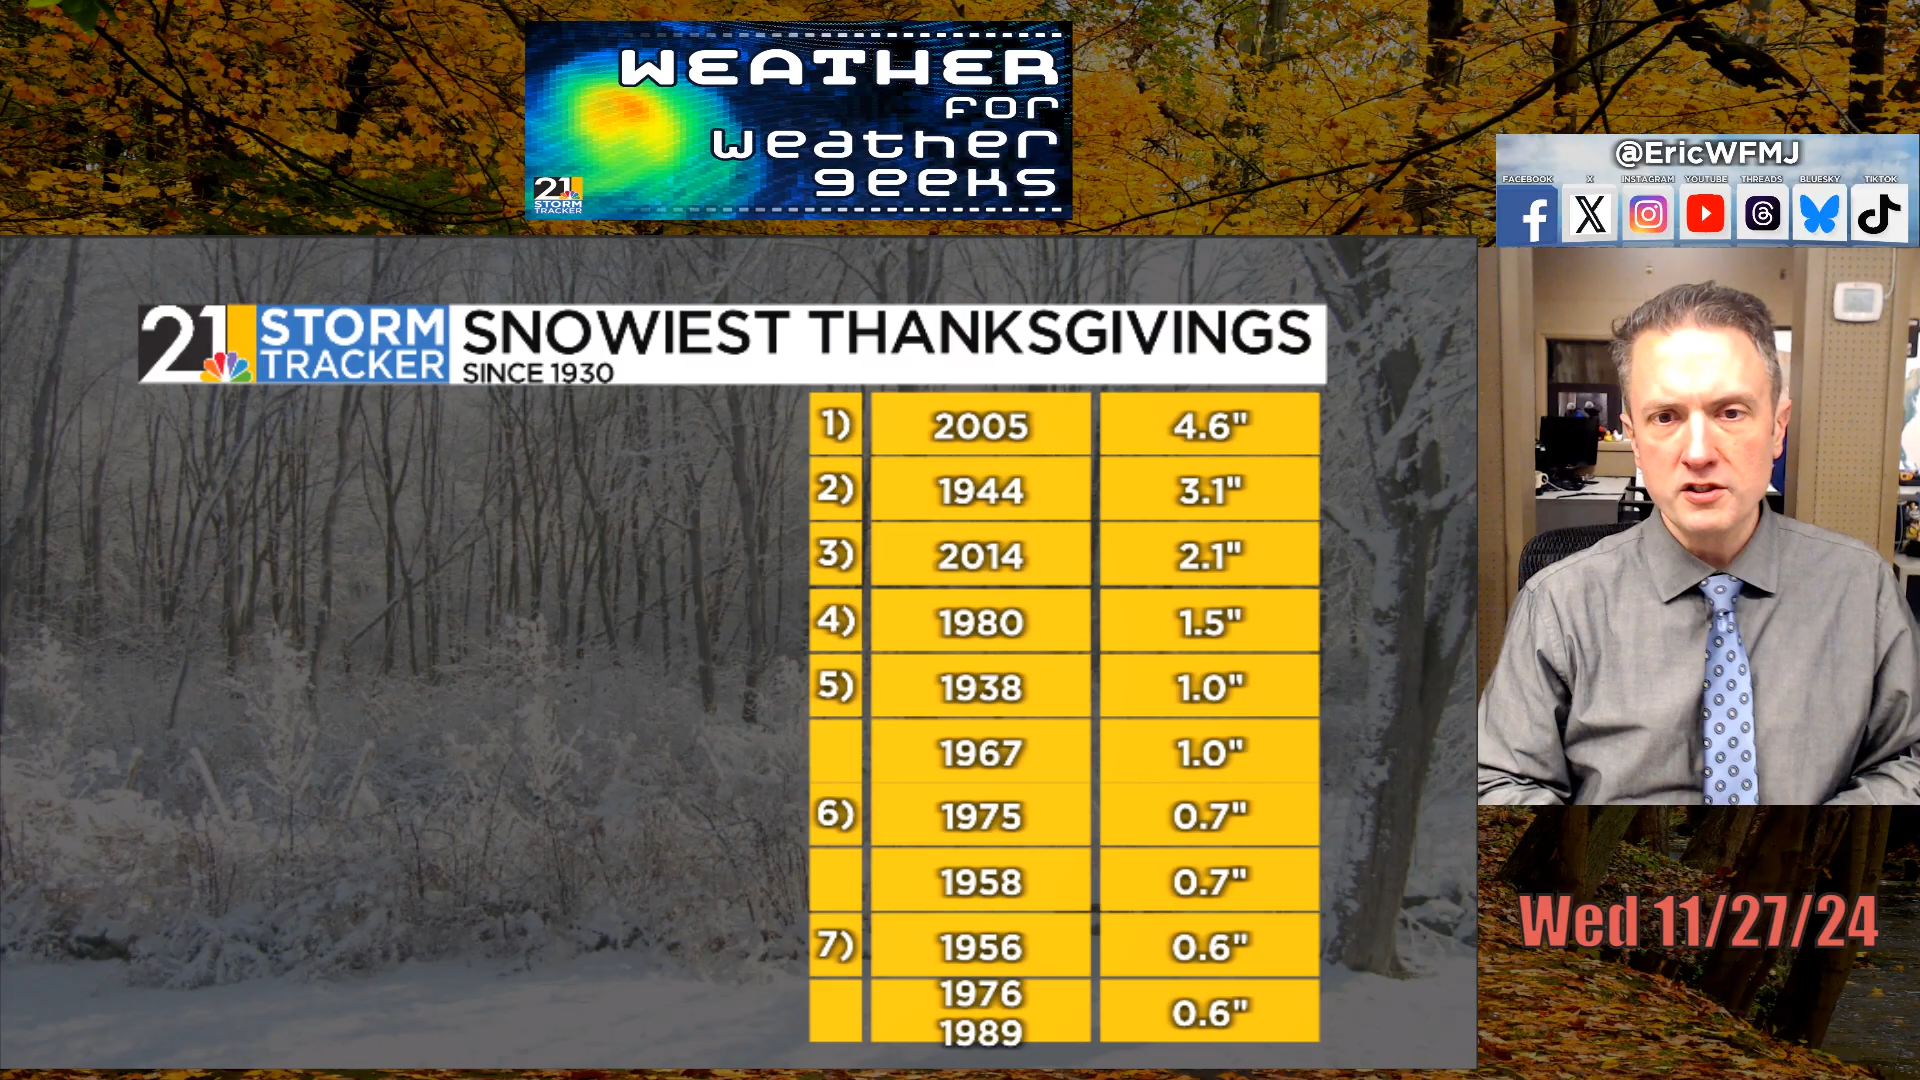 WEATHER
FOR
weather
geeks
21
STORM
TRACKER
@EricWFMJ
FACEBOOK X INSTAGRAM YOUTUBE THREADS BLUESKY TIKTOK
21 STORM TRACKER
SNOWIEST THANKSGIVINGS
SINCE 1930
1) 2005 4.6"
2) 1944 3.1"
3) 2014 2.1"
4) 1980 1.5"
5) 1938 1.0"
1967 1.0"
6) 1975 0.7"
1958 0.7"
7) 1956 0.6"
1976
1989 0.6"
Wed 11/27/24